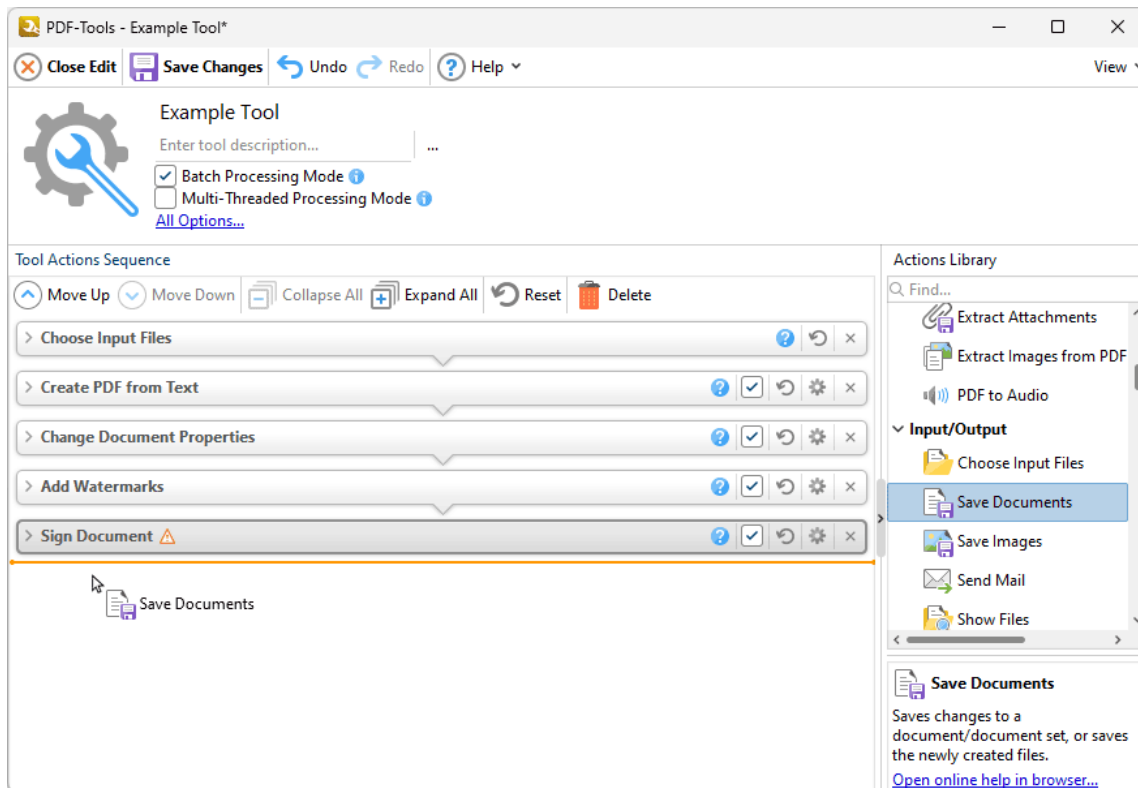 PDF-Tools - Example Tool*
Close Edit Save Changes Undo Redo Help View
Example Tool
Enter tool description... ...
Batch Processing Mode
Multi-Threaded Processing Mode
All Options...
Tool Actions Sequence
Move Up Move Down Collapse All Expand All Reset Delete
Choose Input Files
Create PDF from Text
Change Document Properties
Add Watermarks
Sign Document
Save Documents
Actions Library
Find...
Extract Attachments
Extract Images from PDF
PDF to Audio
Input/Output
Choose Input Files
Save Documents
Save Images
Send Mail
Show Files
Save Documents
Saves changes to a
document/document set, or saves
the newly created files.
Open online help in browser...